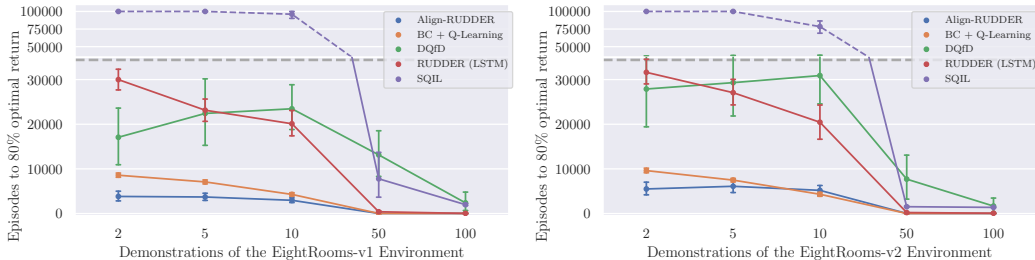 Episodes to 80% optimal return
100000
75000
50000
30000
20000
10000
0
Align-RUDDER
BC + Q-Learning
DQfD
RUDDER (LSTM)
SQIL
2 5 10 50 100
Demonstrations of the EightRooms-v1 Environment
Episodes to 80% optimal return
100000
75000
50000
30000
20000
10000
0
Align-RUDDER
BC + Q-Learning
DQfD
RUDDER (LSTM)
SQIL
2 5 10 50 100
Demonstrations of the EightRooms-v2 Environment